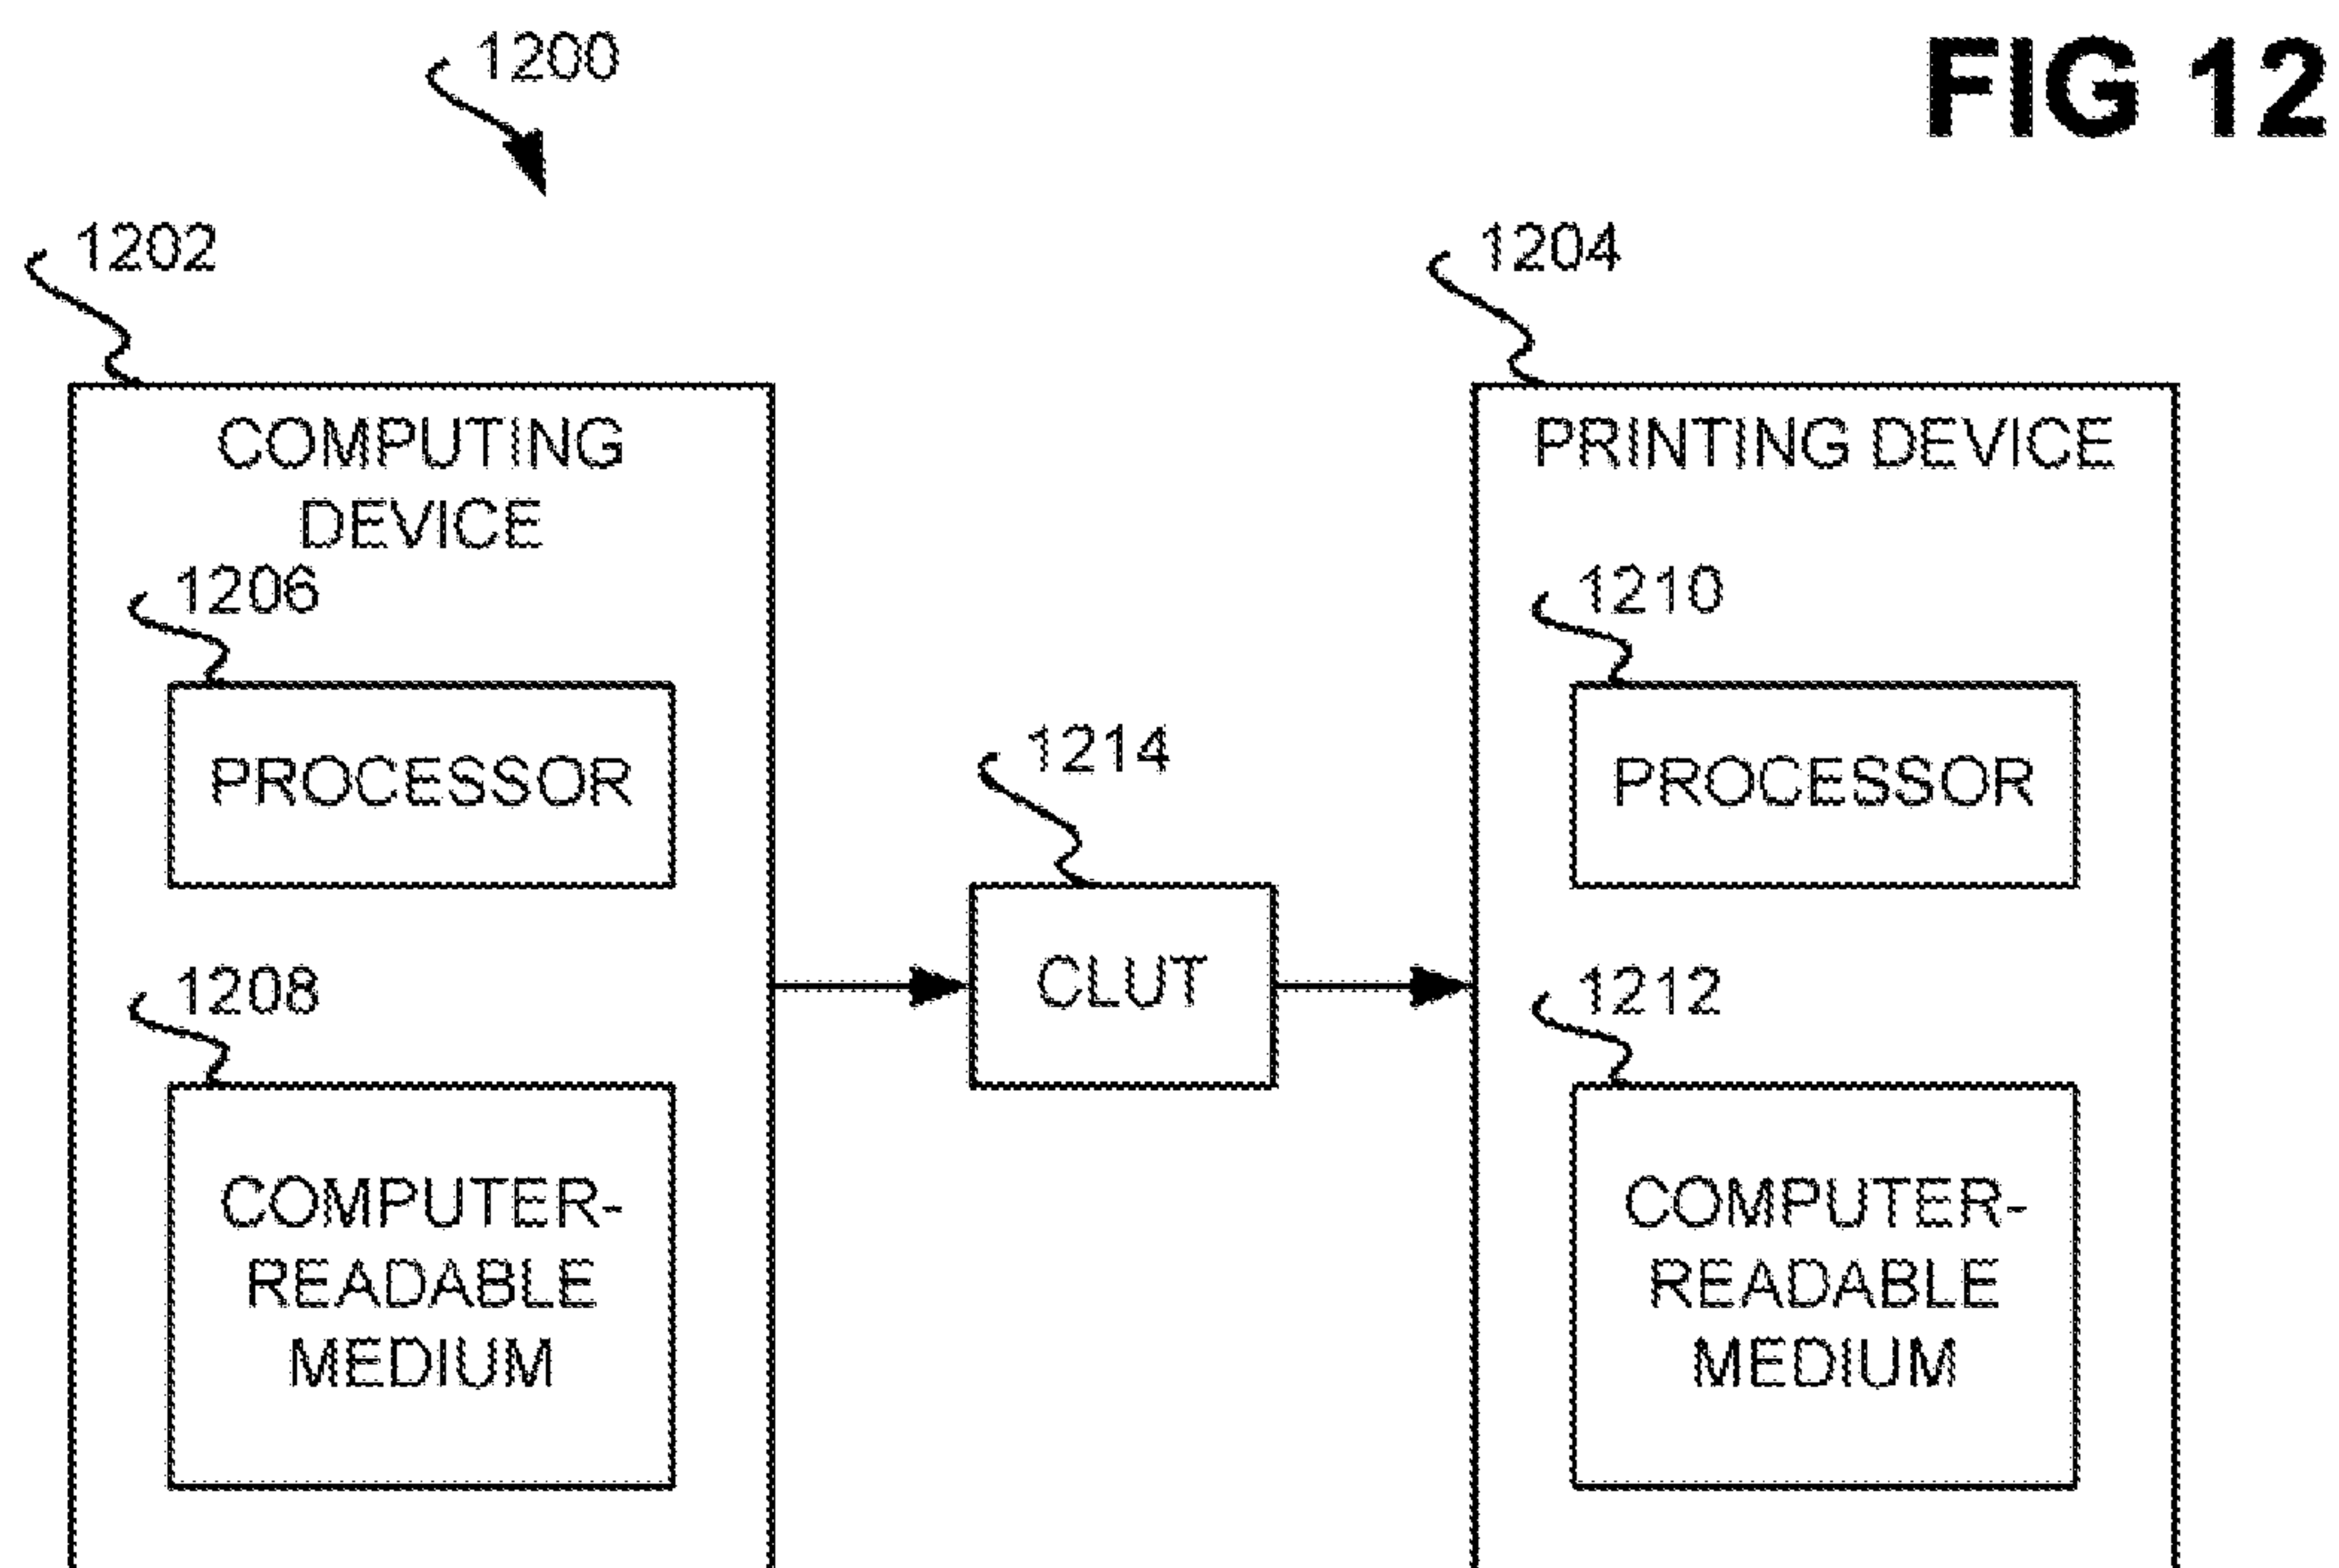 FIG 12
1200
1202
1204
COMPUTING
DEVICE
PRINTING DEVICE
1206
1210
PROCESSOR
PROCESSOR
1214
CLUT
1208
1212
COMPUTER-
READABLE
MEDIUM
COMPUTER-
READABLE
MEDIUM